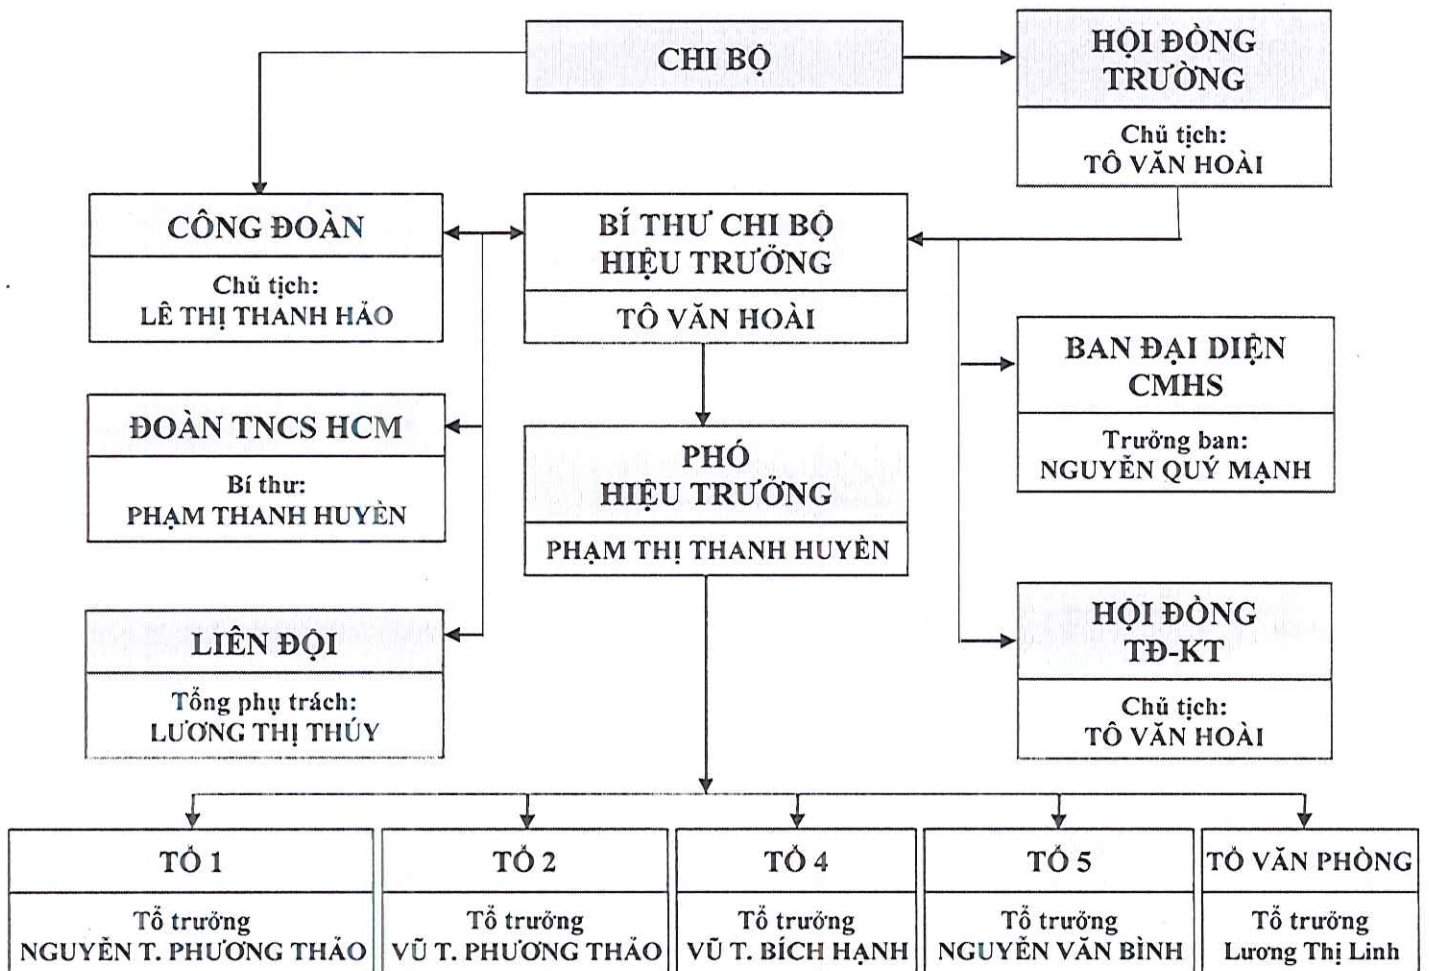 CHI BỘ
HỘI ĐỒNG
TRƯỜNG
Chủ tịch:
TÔ VĂN HOÀI
CÔNG ĐOÀN
Chủ tịch:
LÊ THỊ THANH HẢO
BÍ THƯ CHI BỘ
HIỆU TRƯỞNG
TÔ VĂN HOÀI
BAN ĐẠI DIỆN
CMHS
Trưởng ban:
NGUYỄN QUÝ MẠNH
ĐOÀN TNCS HCM
Bí thư:
PHẠM THANH HUYỀN
PHÓ
HIỆU TRƯỞNG
PHẠM THỊ THANH HUYỀN
LIÊN ĐỘI
Tổng phụ trách:
LƯƠNG THỊ THÚY
HỘI ĐỒNG
TĐ-KT
Chủ tịch:
TÔ VĂN HOÀI
TỔ 1
Tổ trưởng
NGUYỄN T. PHƯƠNG THẢO
TỔ 2
Tổ trưởng
VŨ T. PHƯƠNG THẢO
TỔ 4
Tổ trưởng
VŨ T. BÍCH HẠNH
TỔ 5
Tổ trưởng
NGUYỄN VĂN BÌNH
TỔ VĂN PHÒNG
Tổ trưởng
Lương Thị Linh